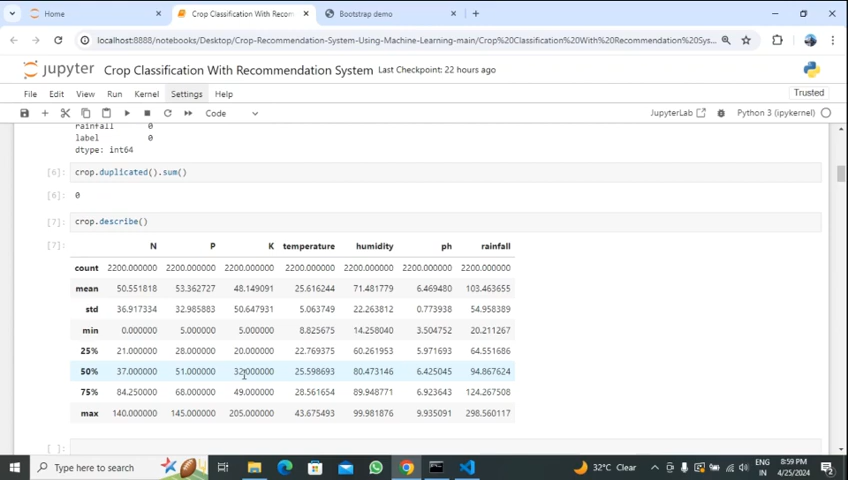 Home
Crop Classification With Recom
Bootstrap demo
localhost:8888/notebooks/Desktop/Crop-Recommendation-System-Using-Machine-Learning-main/Crop%20Classification%20With%20Recommendation%20Sys...
jupyter Crop Classification With Recommendation System Last Checkpoint: 22 hours ago
File Edit View Run Kernel Settings Help Trusted
Code JupyterLab Python 3 (ipykernel)
rainfall 0
label 0
dtype: int64
[6]: crop.duplicated().sum()
[6]: 0
[7]: crop.describe()
[7]: N P K temperature humidity ph rainfall
count 2200.000000 2200.000000 2200.000000 2200.000000 2200.000000 2200.000000 2200.000000
mean 50.551818 53.362727 48.149091 25.616244 71.481779 6.469480 103.463655
std 36.917334 32.985883 50.647931 5.063749 22.263812 0.773938 54.958389
min 0.000000 5.000000 5.000000 8.825675 14.258040 3.504752 20.211267
25% 21.000000 28.000000 20.000000 22.769375 60.261953 5.971693 64.551686
50% 37.000000 51.000000 32.000000 25.598693 80.473146 6.425045 94.867624
75% 84.250000 68.000000 49.000000 28.561654 89.948771 6.923643 124.267508
max 140.000000 145.000000 205.000000 43.675493 99.981876 9.935091 298.560117
[ ]:
Type here to search
32°C Clear
ENG
IN
8:59 PM
4/25/2024